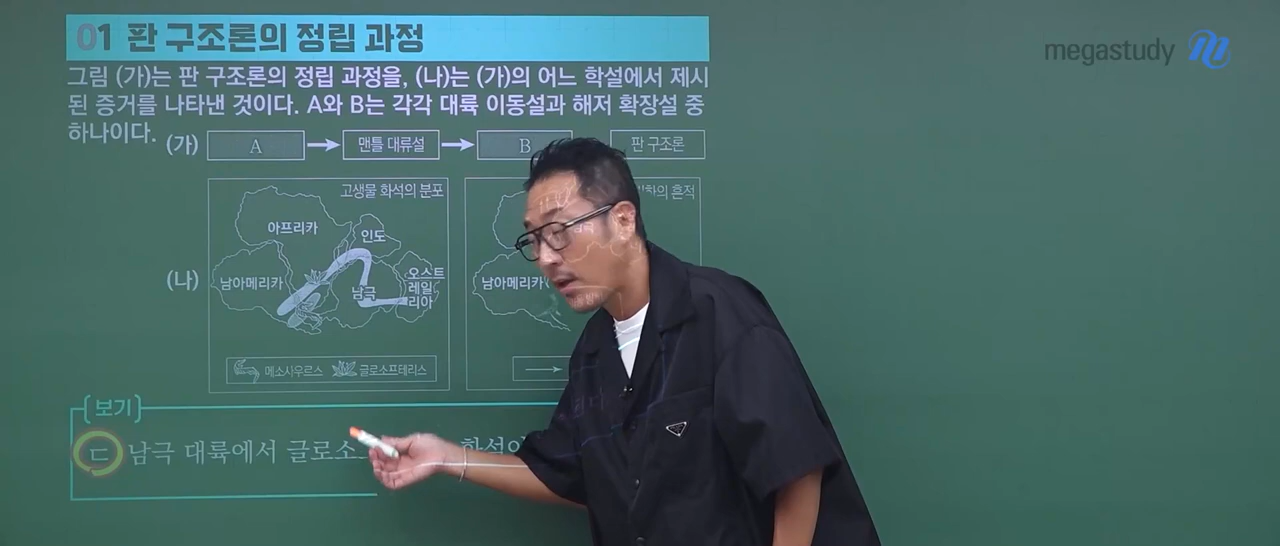 01 판 구조론의 정립 과정
megastudy
그림 (가)는 판 구조론의 정립 과정을, (나)는 (가)의 어느 학설에서 제시
된 증거를 나타낸 것이다. A와 B는 각각 대륙 이동설과 해저 확장설 중
하나이다.
(가) A 맨틀 대류설 B 판 구조론
고생물 화석의 분포
흔적
아프리카
인도
(나)
남아메리카
남극
오스트
레일
리아
남아메리카
메소사우르스 글로소프테리스
보기
ㄷ 남극 대륙에서